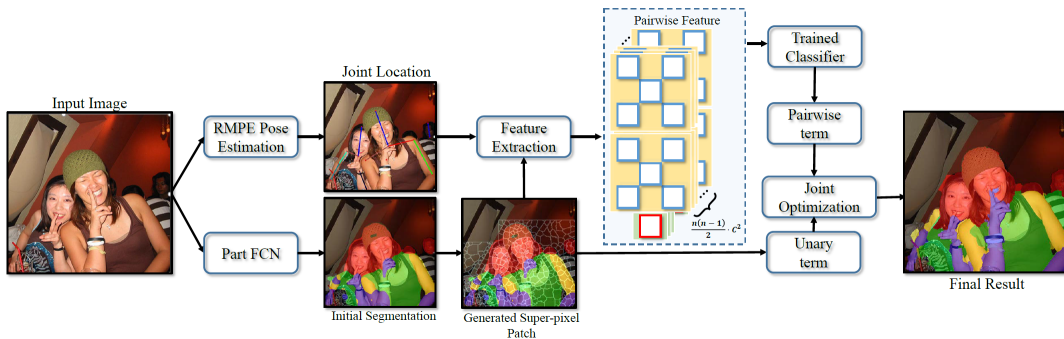 Input Image
RMPE Pose
Estimation
Part FCN
Joint Location
Initial Segmentation
Generated Super-pixel
Patch
Feature
Extraction
Pairwise Feature
n(n−1)/2 · C²
Trained
Classifier
Pairwise
term
Joint
Optimization
Unary
term
Final Result